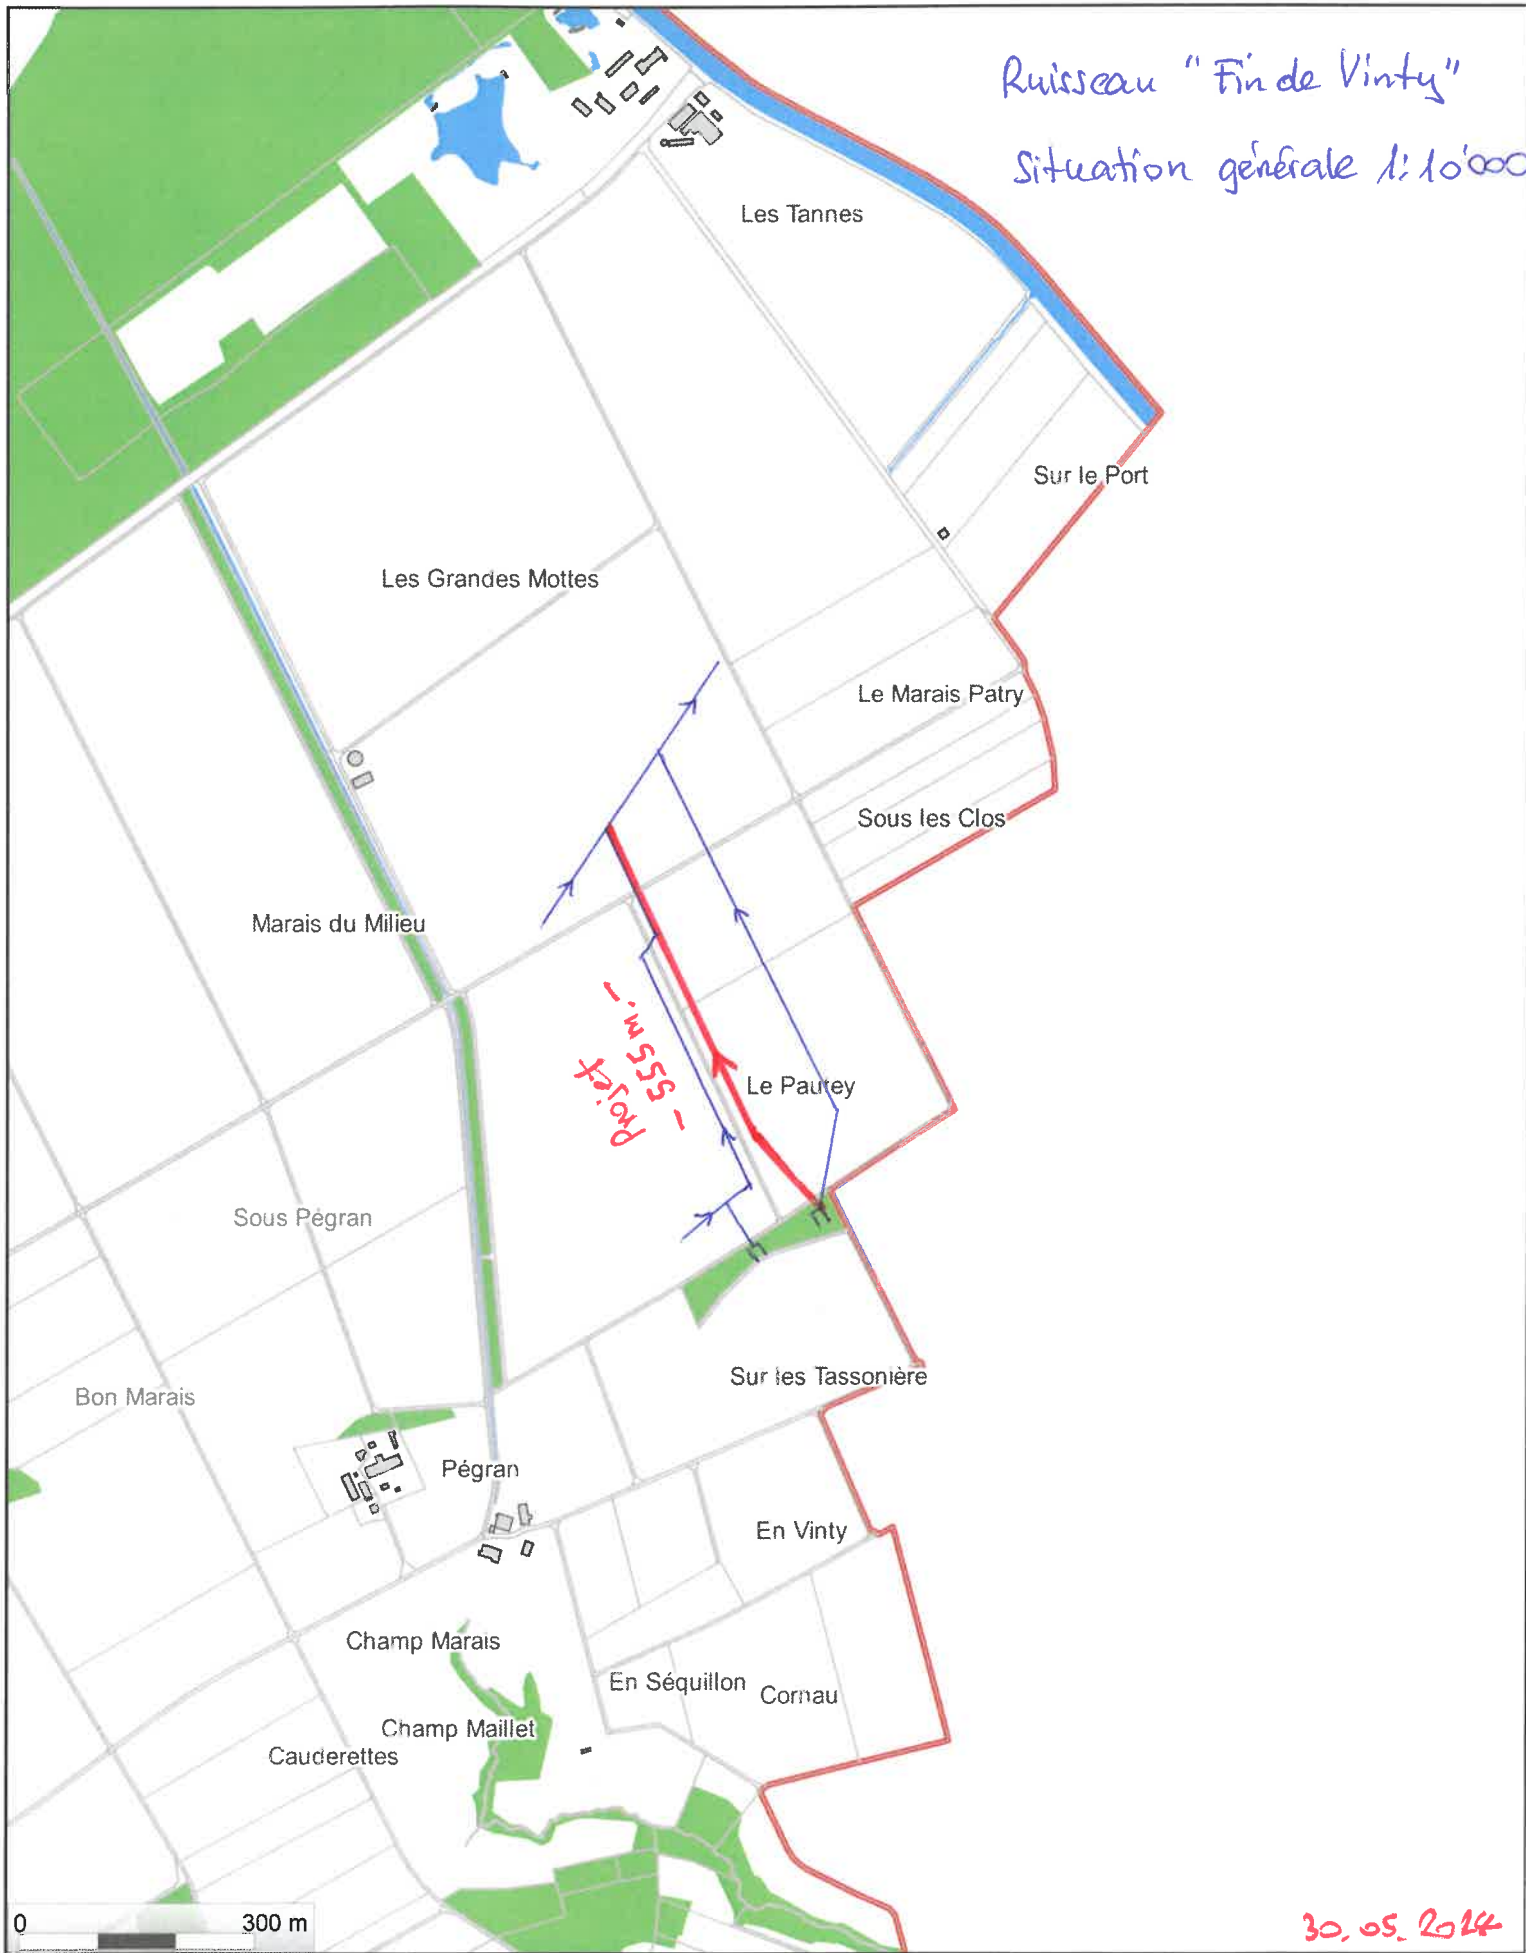 Ruisseau "Fin de Vinty"
Situation générale 1:10'000
Les Tannes
Sur le Port
Les Grandes Mottes
Le Marais Patry
Sous les Clos
Marais du Milieu
Projet
- 555 m.-
Le Pautey
Sous Pégran
Sur les Tassonière
Bon Marais
Pégran
En Vinty
Champ Marais
En Séquillon
Cornau
Champ Maillet
Cauderettes
0 300 m
30.05.2024